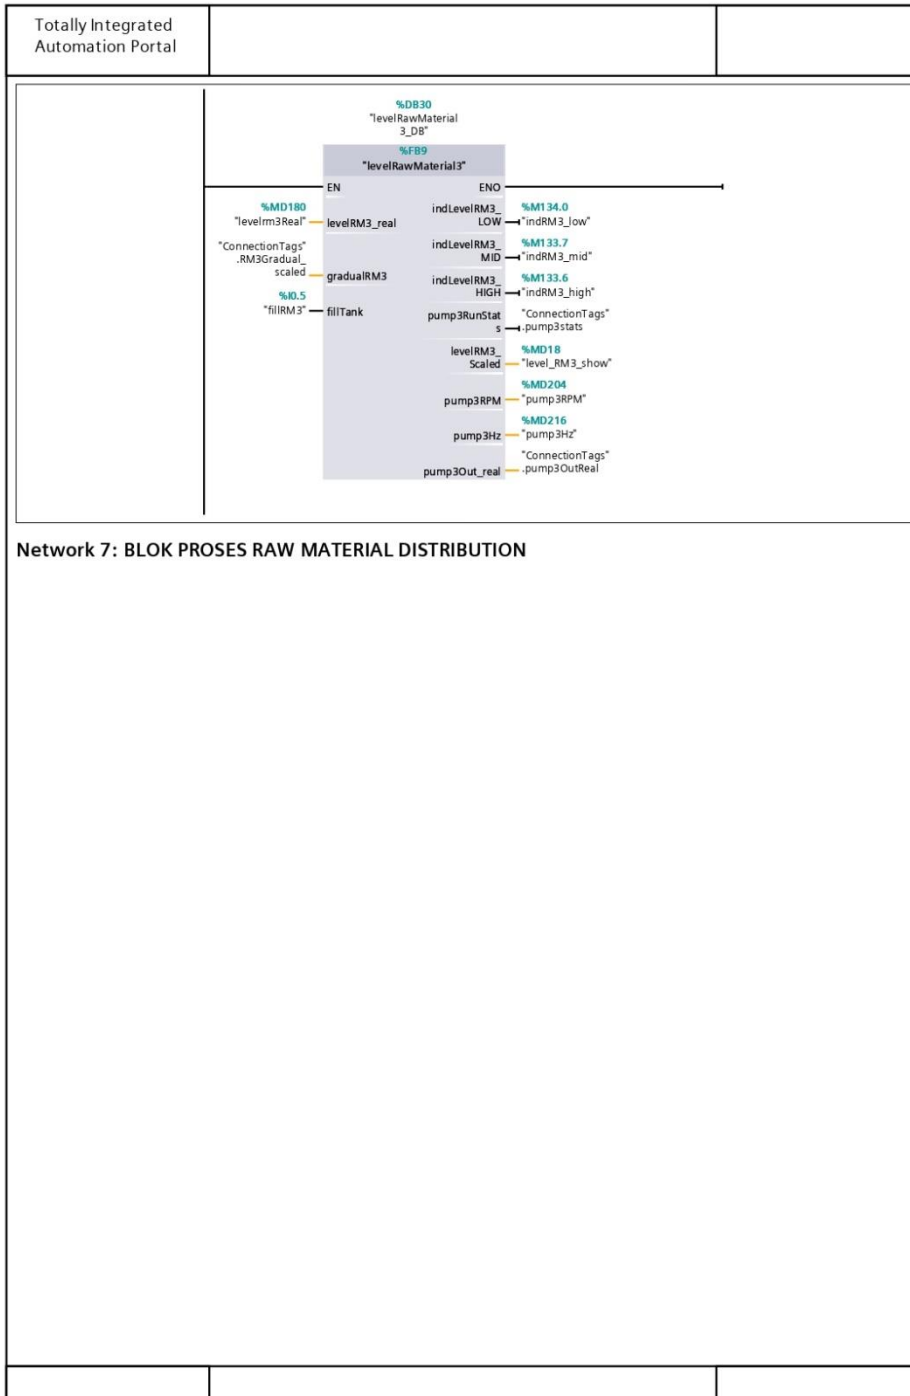 Totally Integrated
Automation Portal
%DB30
"levelRawMaterial
3_DB"
%FB9
"levelRawMaterial3"
EN
ENO
%MD180
"levelrm3Real"
levelRM3_real
"ConnectionTags"
.RM3Gradual_
scaled
gradualRM3
%I0.5
"fillRM3"
fillTank
indLevelRM3_
LOW
%M134.0
"indRM3_low"
indLevelRM3_
MID
%M133.7
"indRM3_mid"
indLevelRM3_
HIGH
%M133.6
"indRM3_high"
pump3RunStat
s
"ConnectionTags"
.pump3stats
levelRM3_
Scaled
%MD18
"level_RM3_show"
pump3RPM
%MD204
"pump3RPM"
pump3Hz
%MD216
"pump3Hz"
pump3Out_real
"ConnectionTags"
.pump3OutReal
Network 7: BLOK PROSES RAW MATERIAL DISTRIBUTION